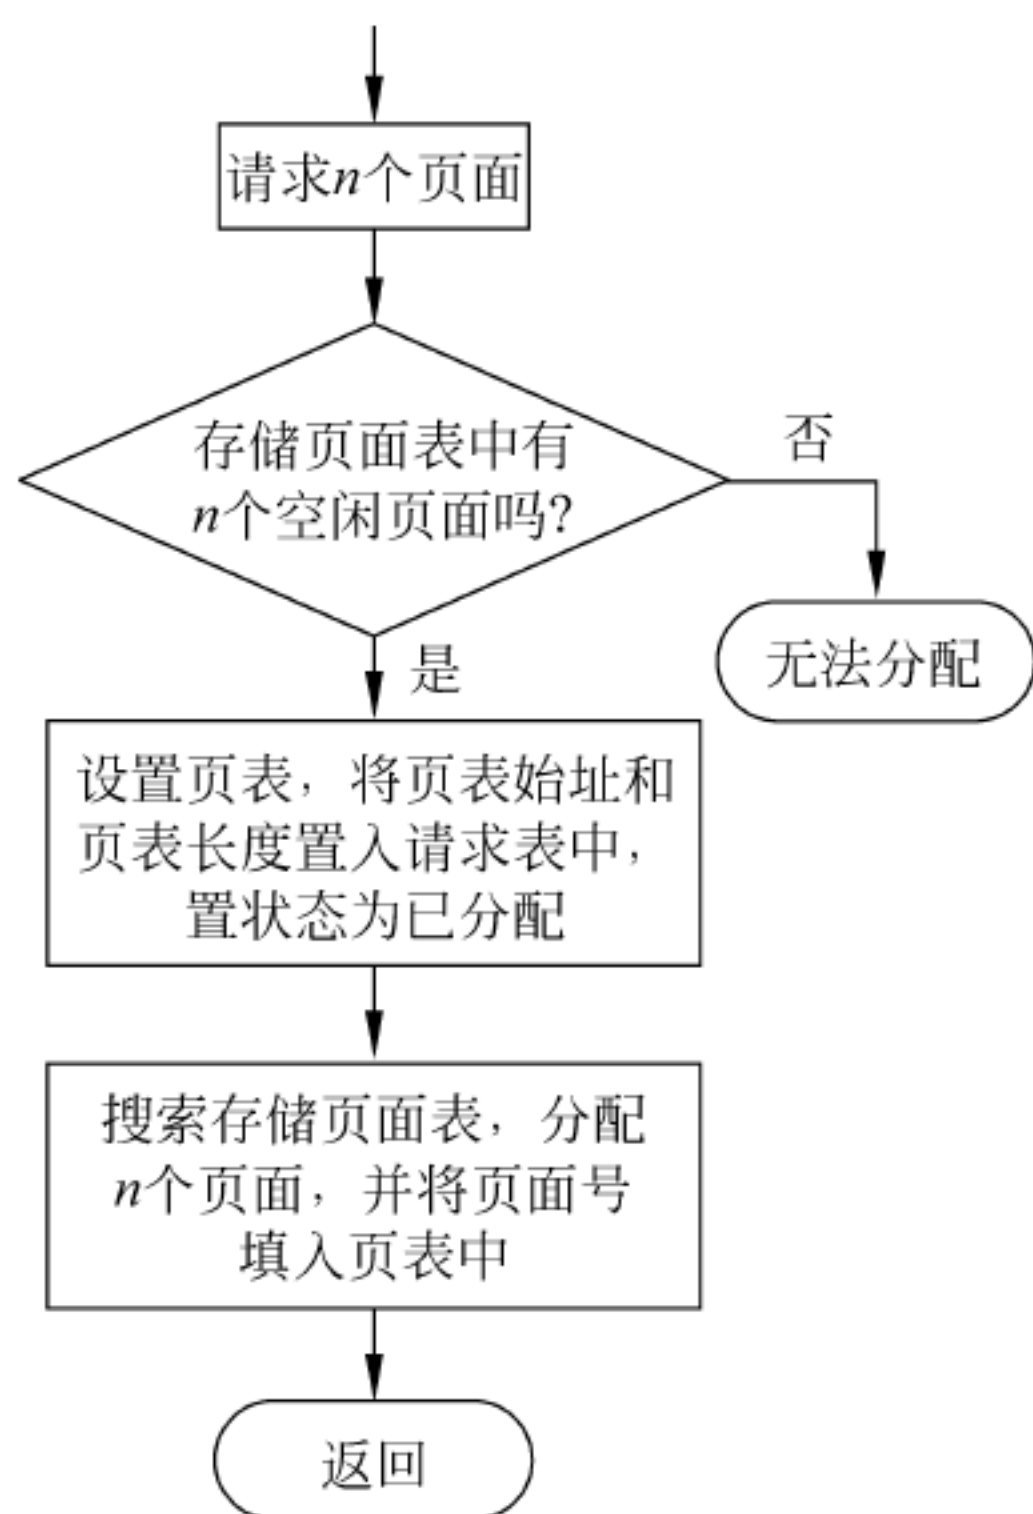 请求n个页面
存储页面表中有
n个空闲页面吗?
否
无法分配
是
设置页表，将页表始址和
页表长度置入请求表中，
置状态为已分配
搜索存储页面表，分配
n个页面，并将页面号
填入页表中
返回